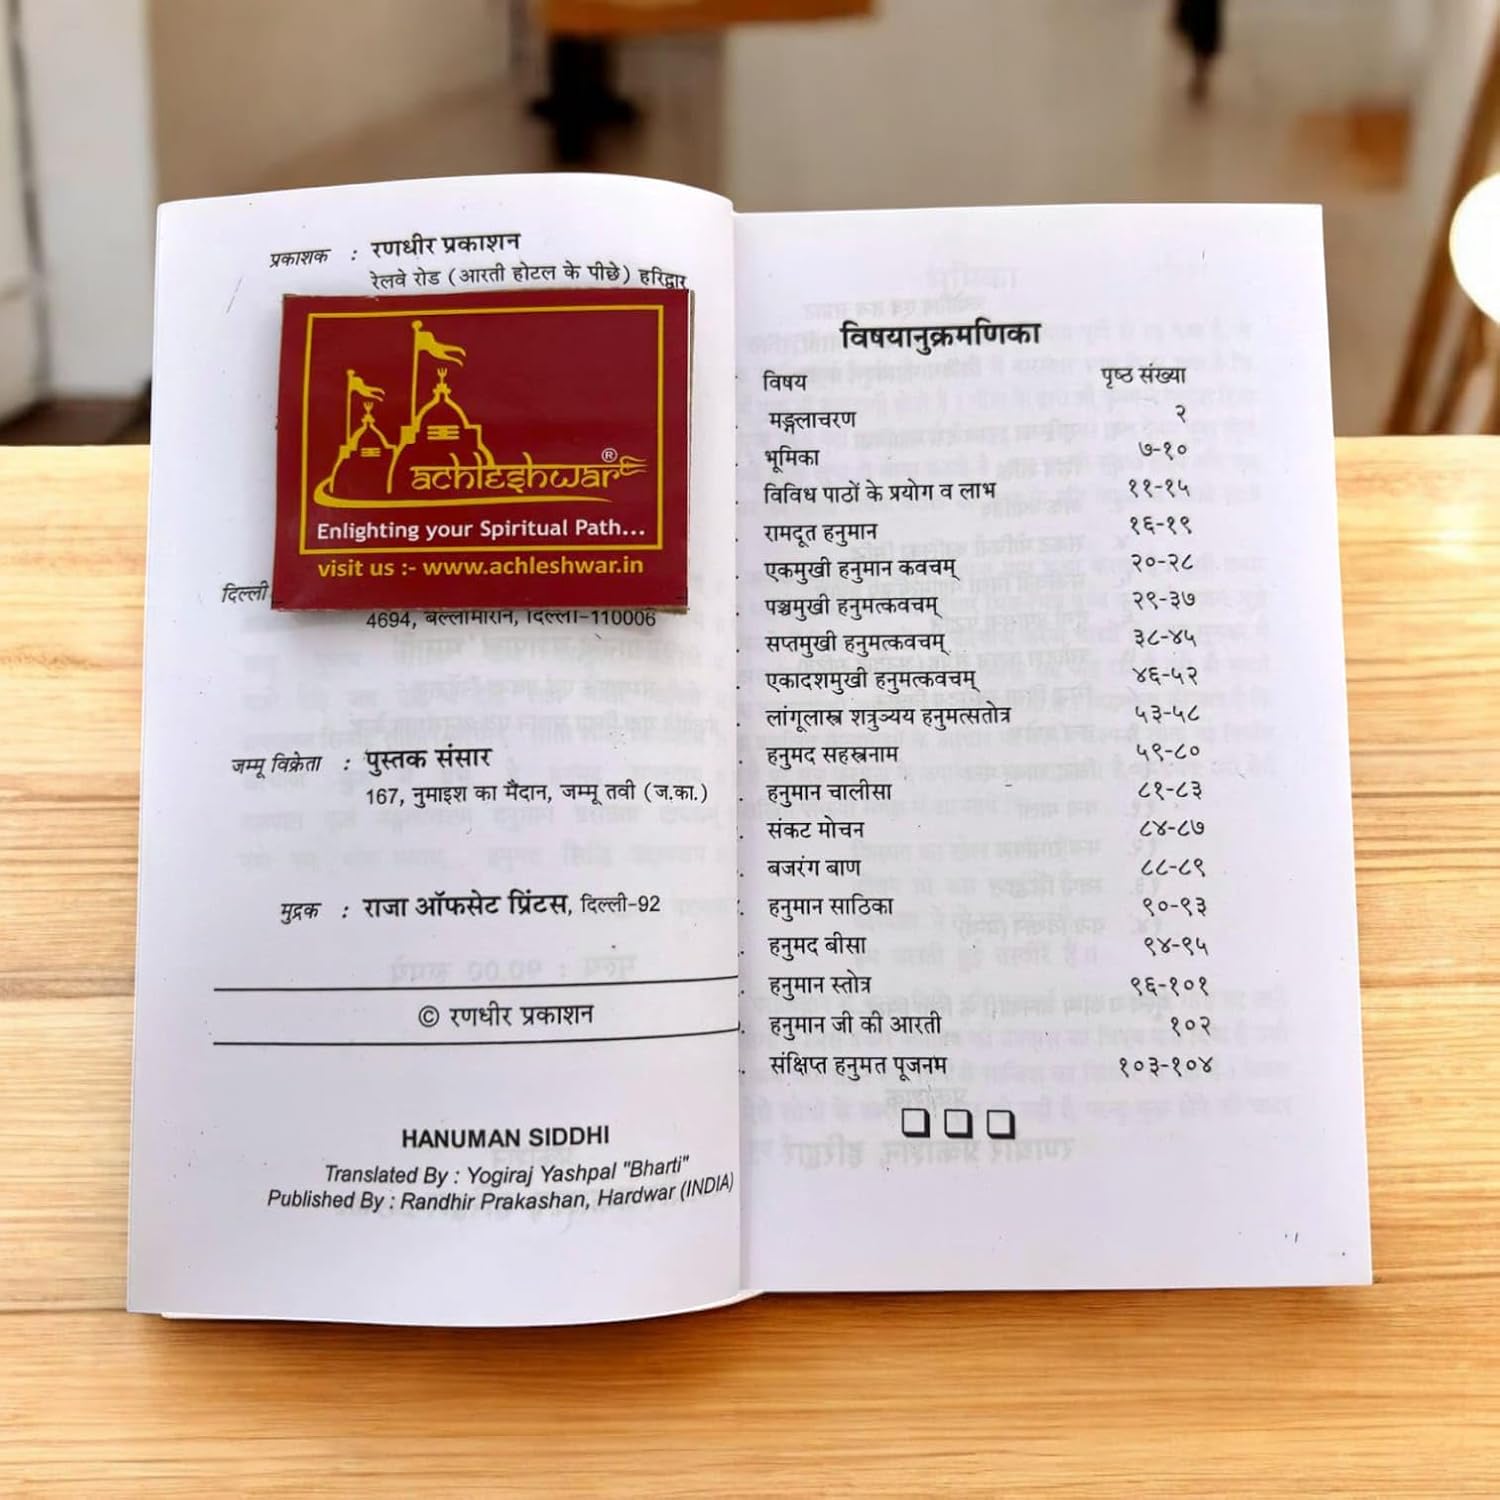 प्रकाशक : रणधीर प्रकाशन
रेलवे रोड (आरती होटल के पीछे) हरिद्वार
achleshwar®
Enlighting your Spiritual Path...
visit us :- www.achleshwar.in
दिल्ली
4694, बल्लीमारान, दिल्ली-110006
जम्मू विक्रेता : पुस्तक संसार
167, नुमाइश का मैदान, जम्मू तवी (ज.का.)
मुद्रक : राजा ऑफसेट प्रिंटस, दिल्ली-92
© रणधीर प्रकाशन
HANUMAN SIDDHI
Translated By : Yogiraj Yashpal "Bharti"
Published By : Randhir Prakashan, Hardwar (INDIA)
विषयानुक्रमणिका
विषय पृष्ठ संख्या
मङ्गलाचरण २
भूमिका ७-१०
विविध पाठों के प्रयोग व लाभ ११-१५
रामदूत हनुमान १६-१९
एकमुखी हनुमान कवचम् २०-२८
पञ्चमुखी हनुमत्कवचम् २९-३७
सप्तमुखी हनुमत्कवचम् ३८-४५
एकादशमुखी हनुमत्कवचम् ४६-५२
लांगूलास्त्र शत्रुञ्यय हनुमत्सतोत्र ५३-५८
हनुमद सहस्त्रनाम ५९-८०
हनुमान चालीसा ८१-८३
संकट मोचन ८४-८७
बजरंग बाण ८८-८९
हनुमान साठिका ९०-९३
हनुमद बीसा ९४-९५
हनुमान स्तोत्र ९६-१०१
हनुमान जी की आरती १०२
संक्षिप्त हनुमत पूजनम १०३-१०४